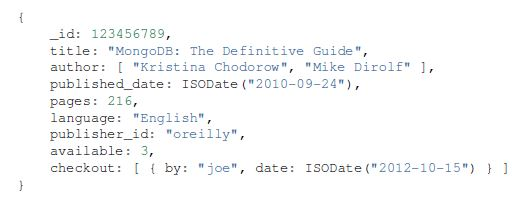 {
_id: 123456789,
title: "MongoDB: The Definitive Guide",
author: [ "Kristina Chodorow", "Mike Dirolf" ],
published_date: ISODate("2010-09-24"),
pages: 216,
language: "English",
publisher_id: "oreilly",
available: 3,
checkout: [ { by: "joe", date: ISODate("2012-10-15") } ]
}